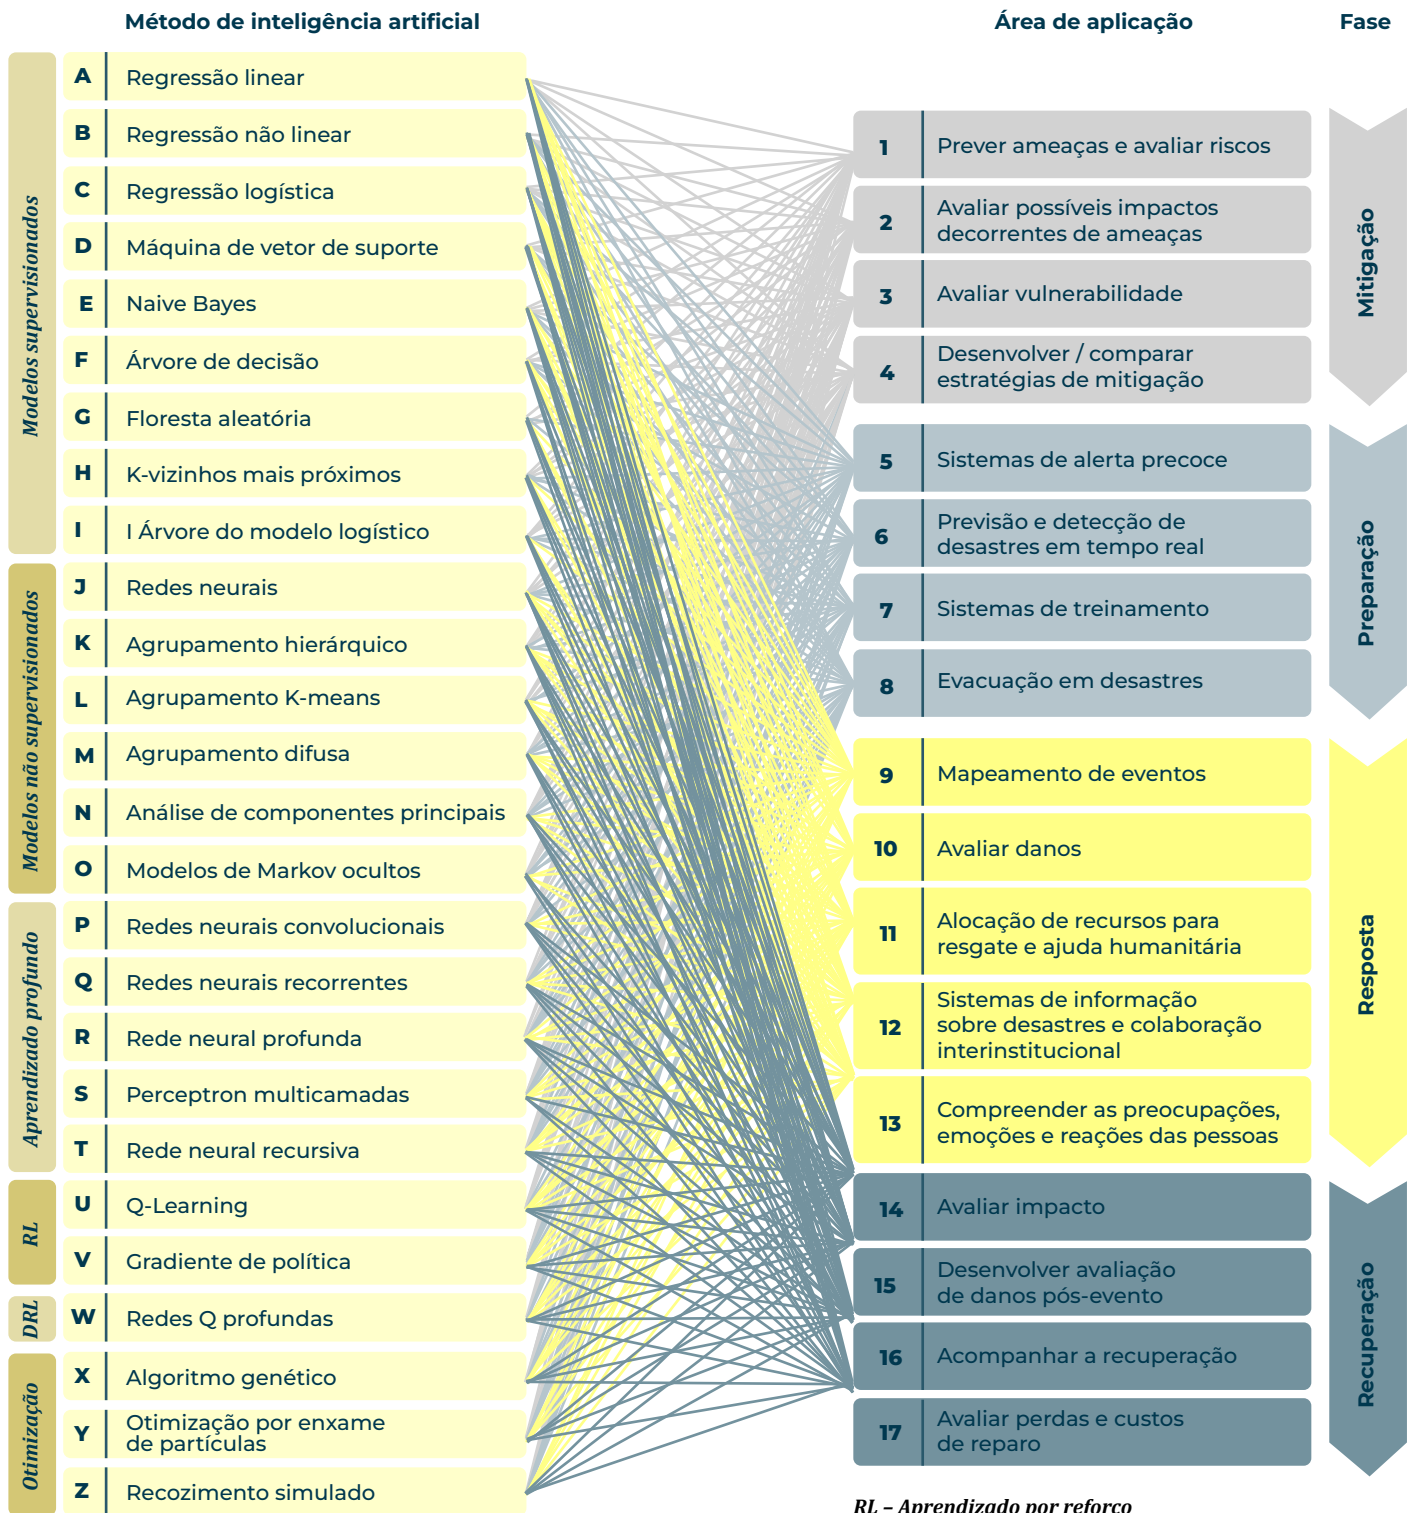 Método de inteligência artificial
Área de aplicação
Fase
Modelos supervisionados
A Regressão linear
B Regressão não linear
C Regressão logística
D Máquina de vetor de suporte
E Naive Bayes
F Árvore de decisão
G Floresta aleatória
H K-vizinhos mais próximos
I I Árvore do modelo logístico
Modelos não supervisionados
J Redes neurais
K Agrupamento hierárquico
L Agrupamento K-means
M Agrupamento difusa
N Análise de componentes principais
O Modelos de Markov ocultos
Aprendizado profundo
P Redes neurais convolucionais
Q Redes neurais recorrentes
R Rede neural profunda
S Perceptron multicamadas
T Rede neural recursiva
RL
U Q-Learning
V Gradiente de política
DRL
W Redes Q profundas
Otimização
X Algoritmo genético
Y Otimização por enxame
de partículas
Z Recozimento simulado
1 Prever ameaças e avaliar riscos
2 Avaliar possíveis impactos
decorrentes de ameaças
3 Avaliar vulnerabilidade
4 Desenvolver / comparar
estratégias de mitigação
Mitigação
5 Sistemas de alerta precoce
6 Previsão e detecção de
desastres em tempo real
7 Sistemas de treinamento
8 Evacuação em desastres
Preparação
9 Mapeamento de eventos
10 Avaliar danos
11 Alocação de recursos para
resgate e ajuda humanitária
12 Sistemas de informação
sobre desastres e colaboração
interinstitucional
13 Compreender as preocupações,
emoções e reações das pessoas
Resposta
14 Avaliar impacto
15 Desenvolver avaliação
de danos pós-evento
16 Acompanhar a recuperação
17 Avaliar perdas e custos
de reparo
Recuperação
RL – Aprendizado por reforço